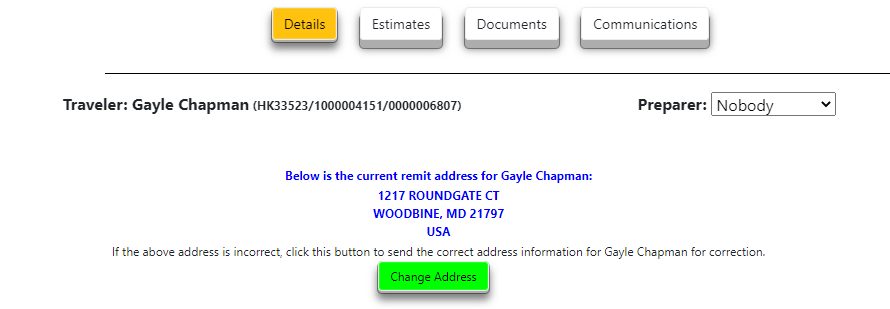 Details Estimates Documents Communications
Traveler: Gayle Chapman (HK33523/1000004151/0000006807) Preparer: Nobody
Below is the current remit address for Gayle Chapman:
1217 ROUNDGATE CT
WOODBINE, MD 21797
USA
If the above address is incorrect, click this button to send the correct address information for Gayle Chapman for correction.
Change Address